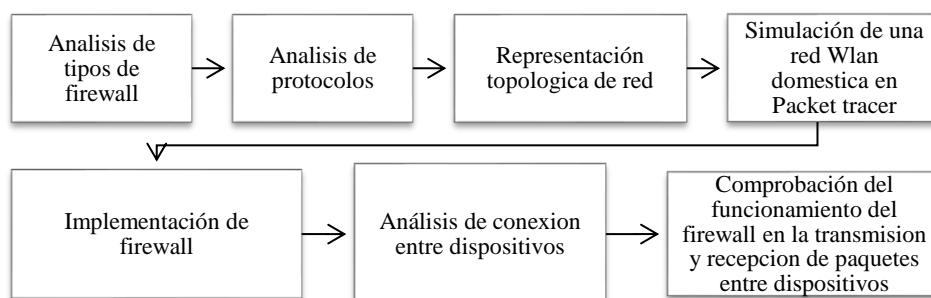 Analisis de
tipos de
firewall
Analisis de
protocolos
Representación
topologica de red
Simulación de una
red Wlan
domestica en
Packet tracer
Implementación de
firewall
Análisis de conexion
entre dispositivos
Comprobación del
funcionamiento del
firewall en la transmision
y recepcion de paquetes
entre dispositivos